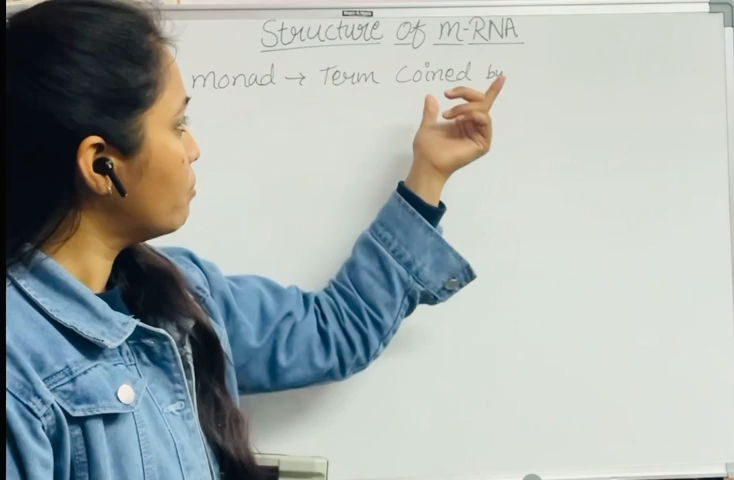 Structure of m-RNA
monad → Term Coined by